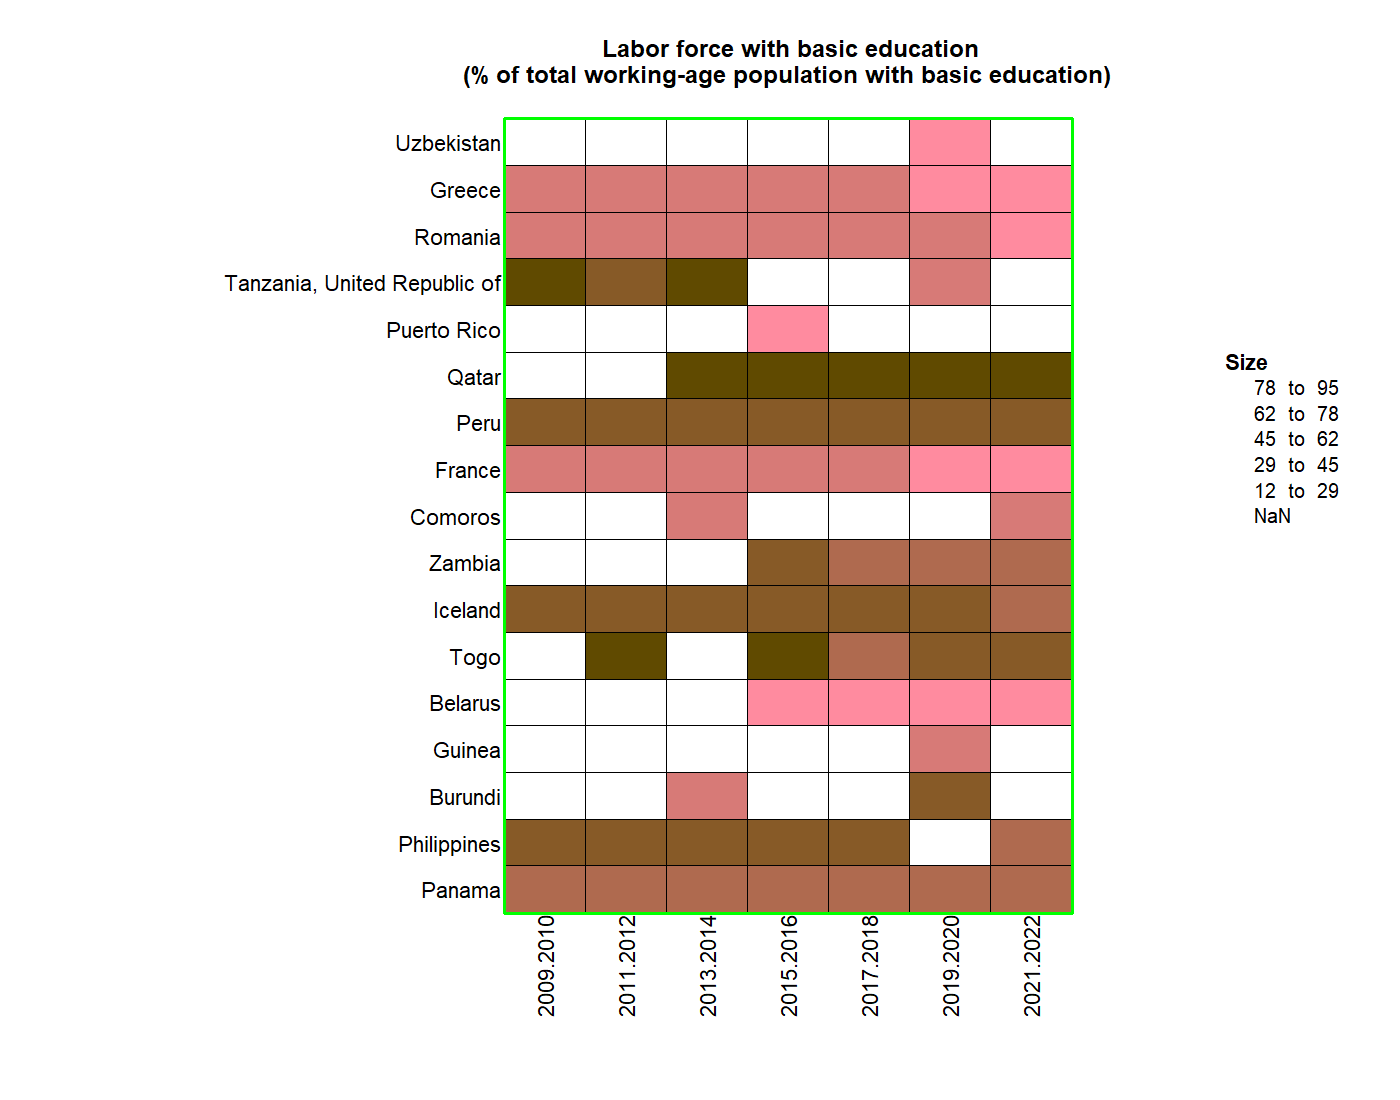 Labor force with basic education
(% of total working-age population with basic education)
Uzbekistan
Greece
Romania
Tanzania, United Republic of
Puerto Rico
Qatar
Peru
France
Comoros
Zambia
Iceland
Togo
Belarus
Guinea
Burundi
Philippines
Panama
2009.2010
2011.2012
2013.2014
2015.2016
2017.2018
2019.2020
2021.2022
Size
78 to 95
62 to 78
45 to 62
29 to 45
12 to 29
NaN